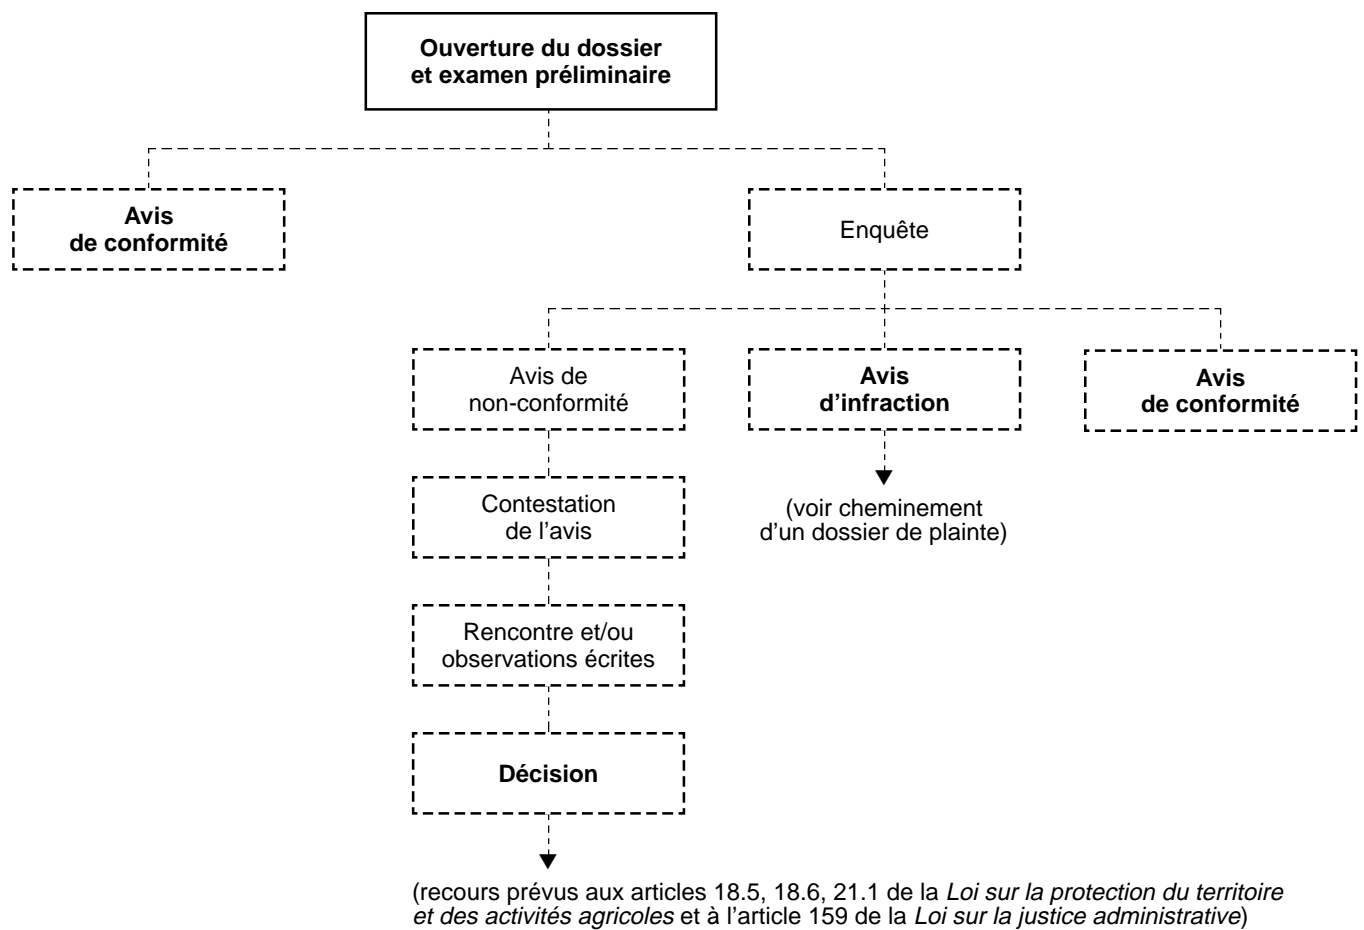 Ouverture du dossier
et examen préliminaire
Avis
de conformité
Enquête
Avis de
non-conformité
Avis
d’infraction
Avis
de conformité
Contestation
de l’avis
(voir cheminement
d’un dossier de plainte)
Rencontre et/ou
observations écrites
Décision
(recours prévus aux articles 18.5, 18.6, 21.1 de la Loi sur la protection du territoire
et des activités agricoles et à l’article 159 de la Loi sur la justice administrative)